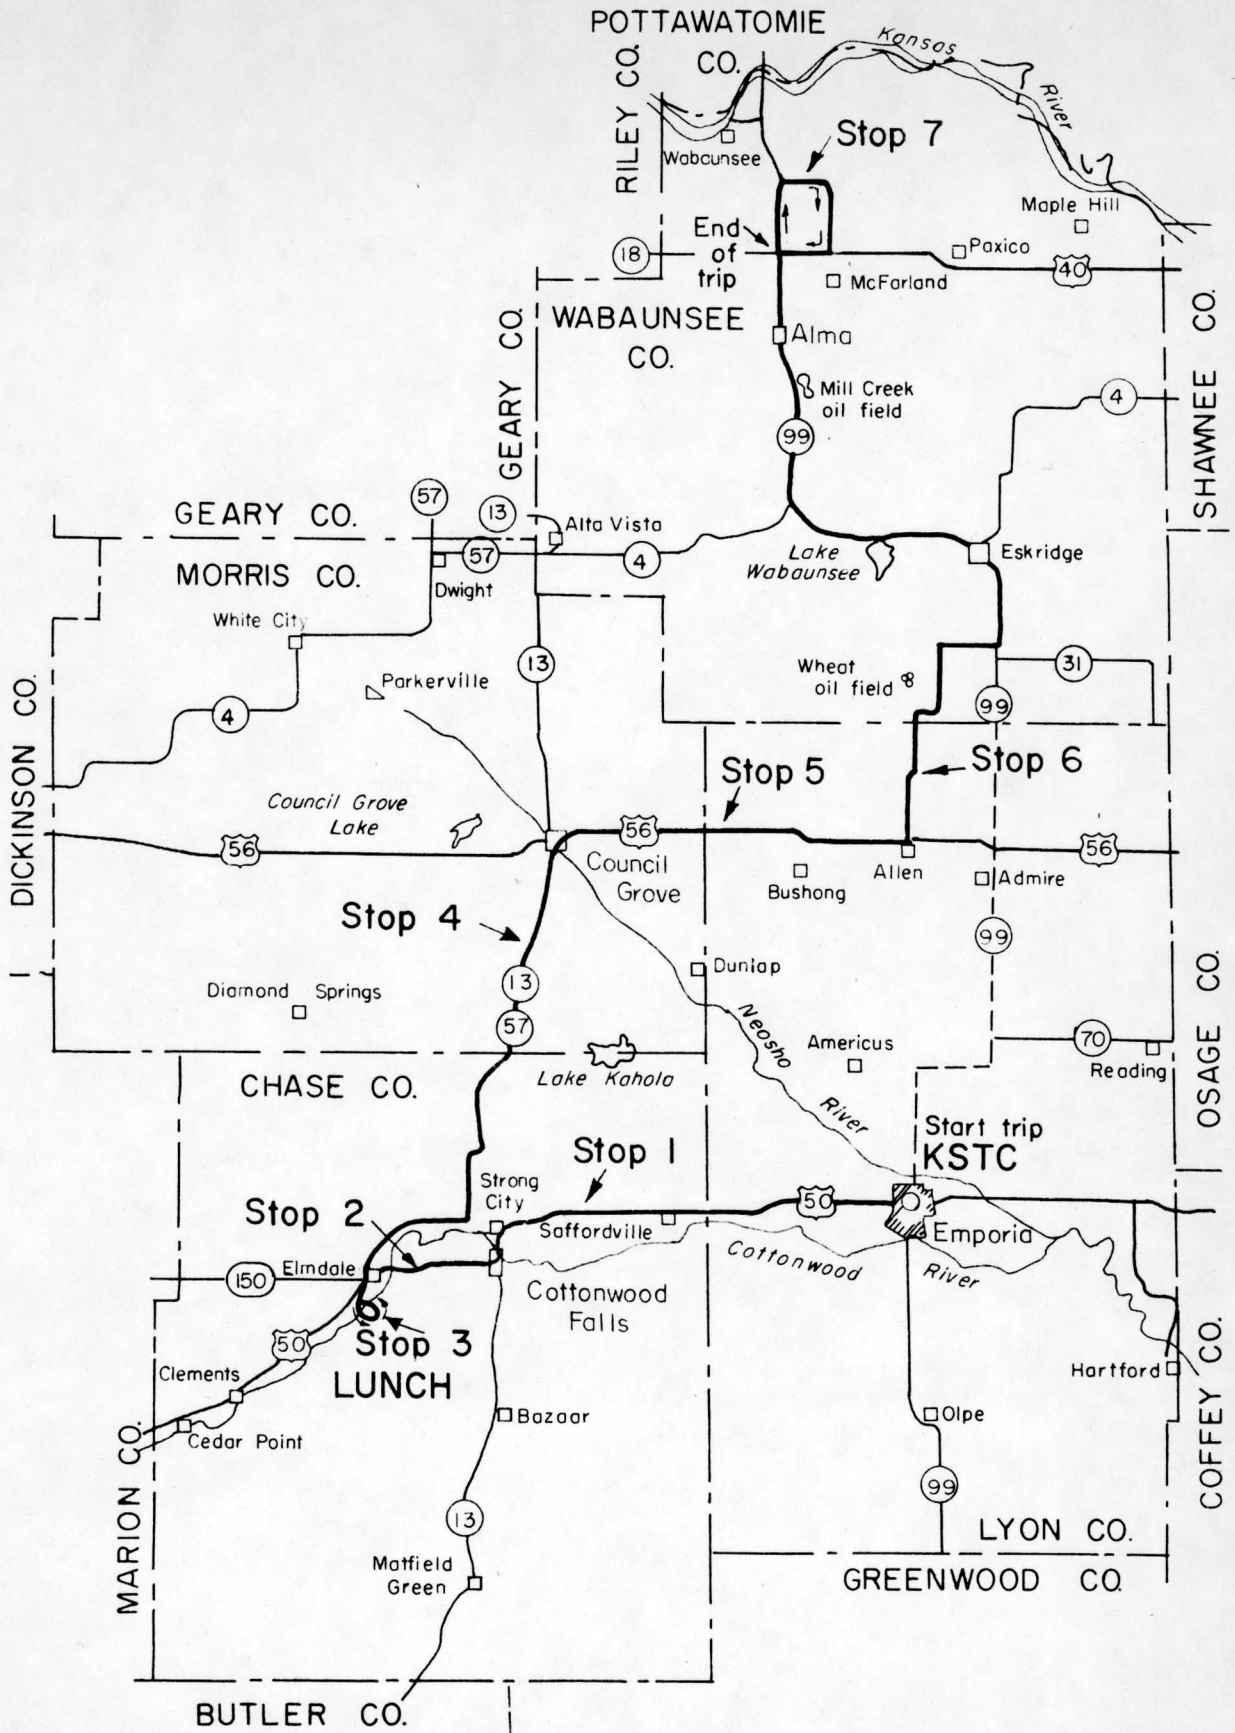 POTTAWATOMIE
CO.
Kansas
River
RILEY CO.
Stop 7
Wabaunsee
Maple Hill
End
of
trip
18
Paxico
40
McFarland
SHAWNEE CO.
GEARY CO.
WABAUNSEE
CO.
Alma
Mill Creek
oil field
4
99
57
13
GEARY CO.
Alta Vista
57
4
Lake
Wabaunsee
Eskridge
MORRIS CO.
Dwight
White City
13
Wheat
oil field
31
Parkerville
99
4
DICKINSON CO.
Stop 5
Stop 6
Council Grove
Lake
56
56
56
Council
Grove
Bushong
Allen
Admire
Stop 4
99
Dunlap
13
Diamond Springs
57
Neosho
River
Americus
70
Reading
OSAGE CO.
CHASE CO.
Lake Kahola
Start trip
KSTC
Stop 1
Strong
City
Stop 2
50
Saffordville
Emporia
Cottonwood
River
150
Elmdale
Cottonwood
Falls
50
Stop 3
LUNCH
Clements
Hartford
COFFEY CO.
Bazaar
Olpe
Cedar Point
MARION CO.
99
13
LYON CO.
Matfield
Green
GREENWOOD CO.
BUTLER CO.